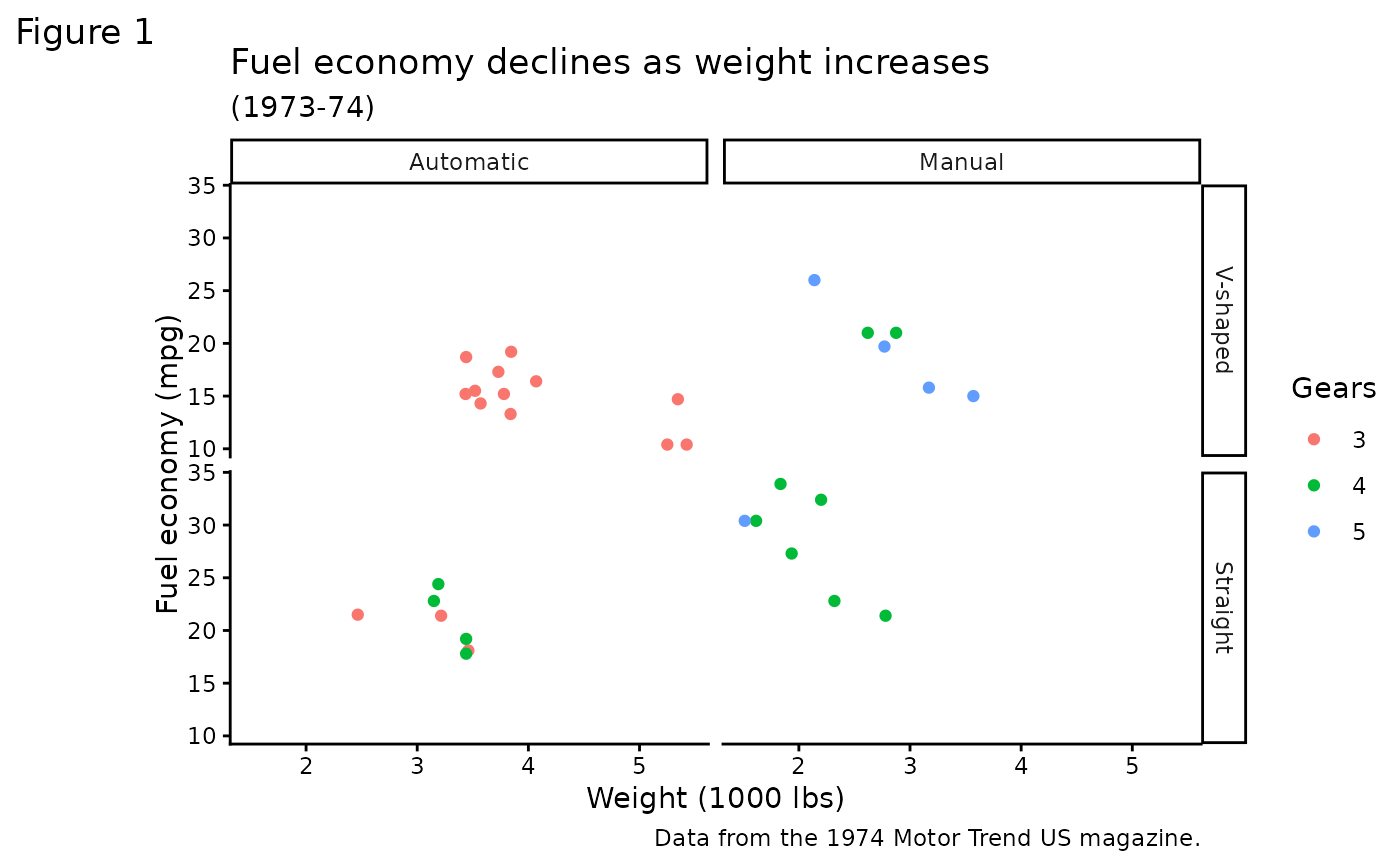 Figure 1
Fuel economy declines as weight increases
(1973-74)
Automatic
Manual
35
30
25
20
15
10
V-shaped
Fuel economy (mpg)
35
30
25
20
15
10
Straight
2
3
4
5
2
3
4
5
Weight (1000 lbs)
Gears
3
4
5
Data from the 1974 Motor Trend US magazine.